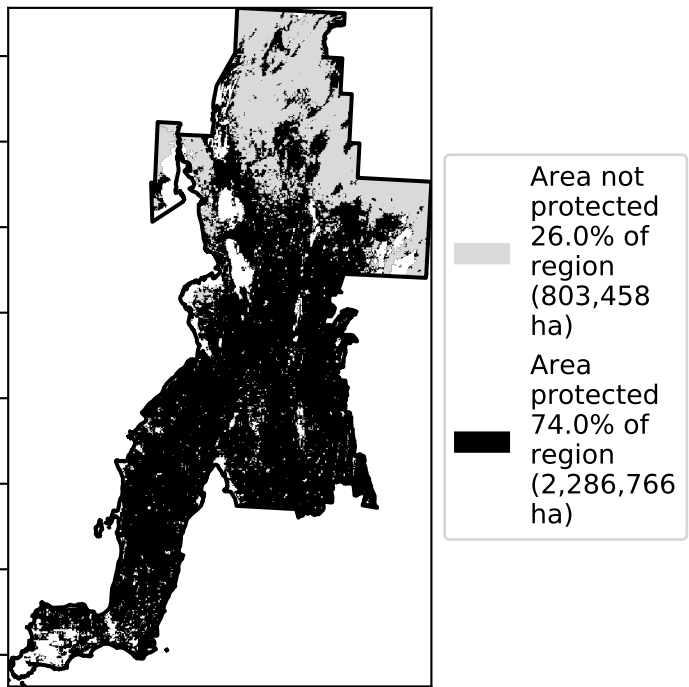 Area not
protected
26.0% of
region
(803,458
ha)
Area
protected
74.0% of
region
(2,286,766
ha)